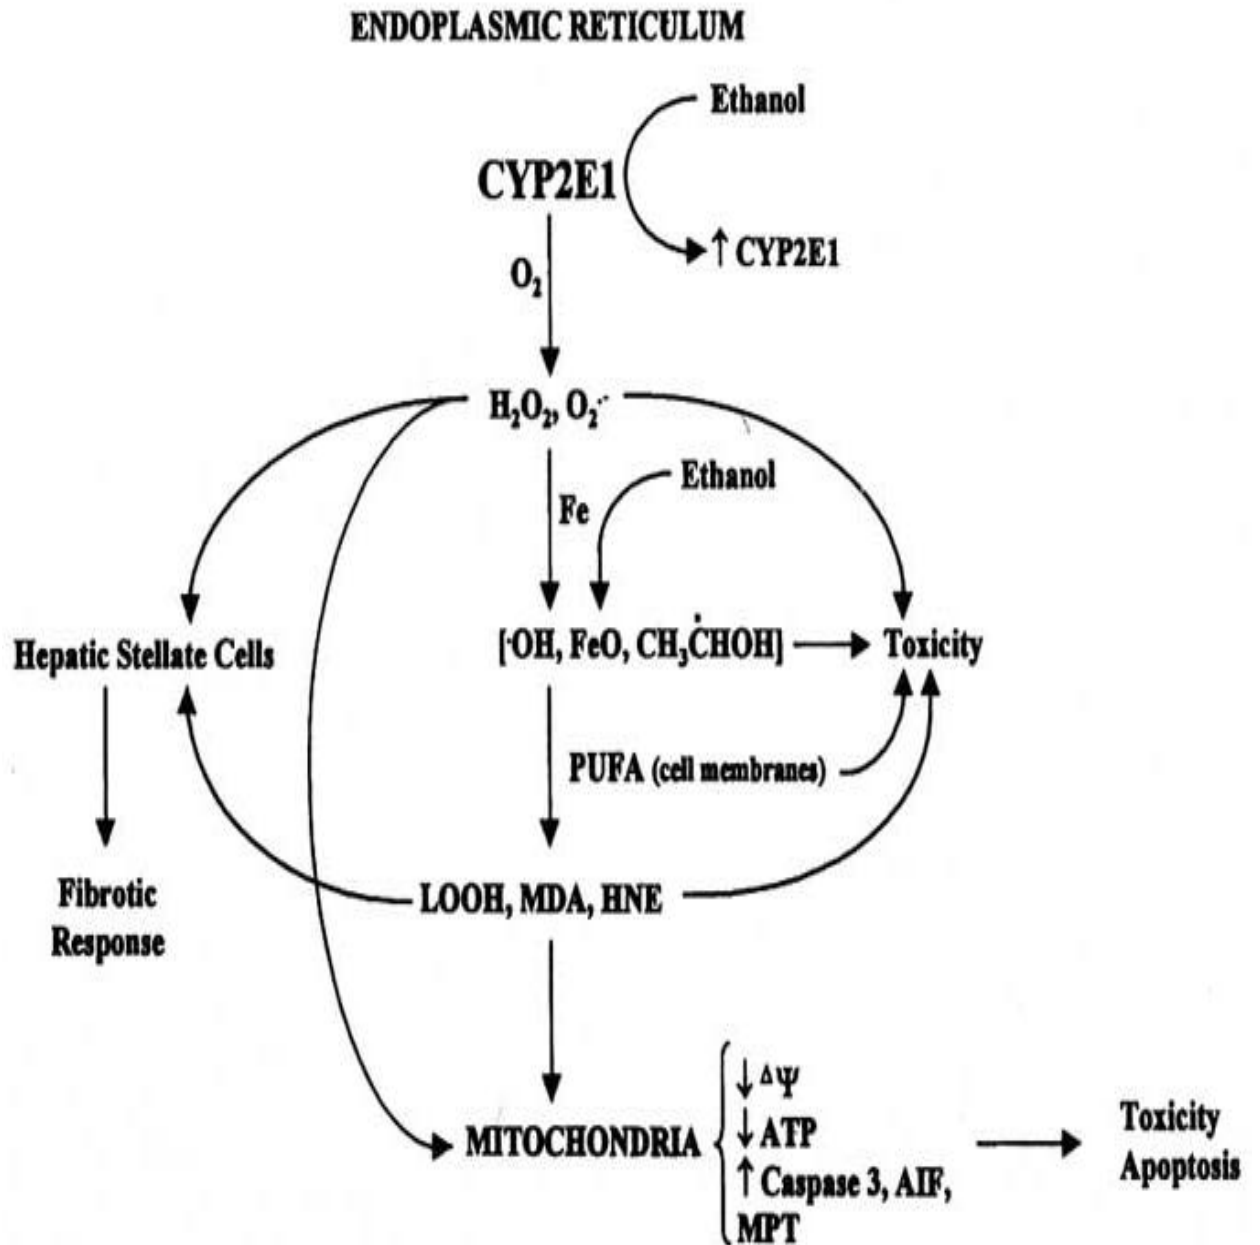 ENDOPLASMIC RETICULUM
Ethanol
CYP2E1
↑ CYP2E1
O₂
H₂O₂, O₂·⁻
Ethanol
Fe
[·OH, FeO, CH₃ĊHOH]
Toxicity
Hepatic Stellate Cells
PUFA (cell membranes)
LOOH, MDA, HNE
Fibrotic
Response
MITOCHONDRIA
↓ ΔΨ
↓ ATP
↑ Caspase 3, AIF,
MPT
Toxicity
Apoptosis